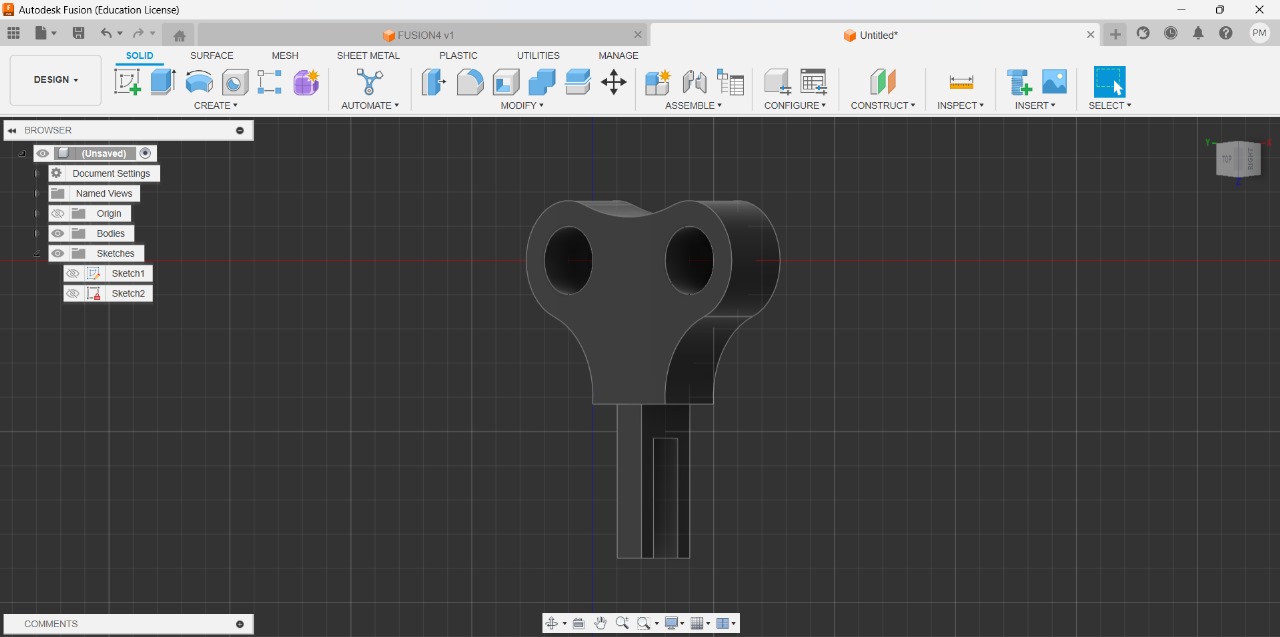 Autodesk Fusion (Education License)
FUSION4 v1
Untitled*
PM
DESIGN
SOLID
SURFACE
MESH
SHEET METAL
PLASTIC
UTILITIES
MANAGE
CREATE
AUTOMATE
MODIFY
ASSEMBLE
CONFIGURE
CONSTRUCT
INSPECT
INSERT
SELECT
BROWSER
(Unsaved)
Document Settings
Named Views
Origin
Bodies
Sketches
Sketch1
Sketch2
Y
X
TOP
RIGHT
Z
COMMENTS